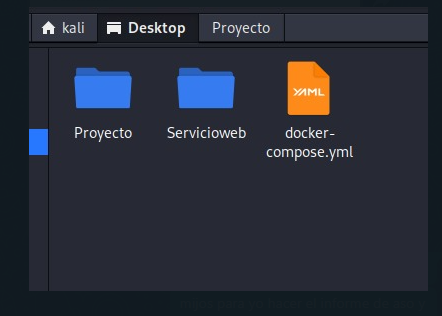 kali
Desktop
Proyecto
YAML
Proyecto
Servicioweb
docker-
compose.yml